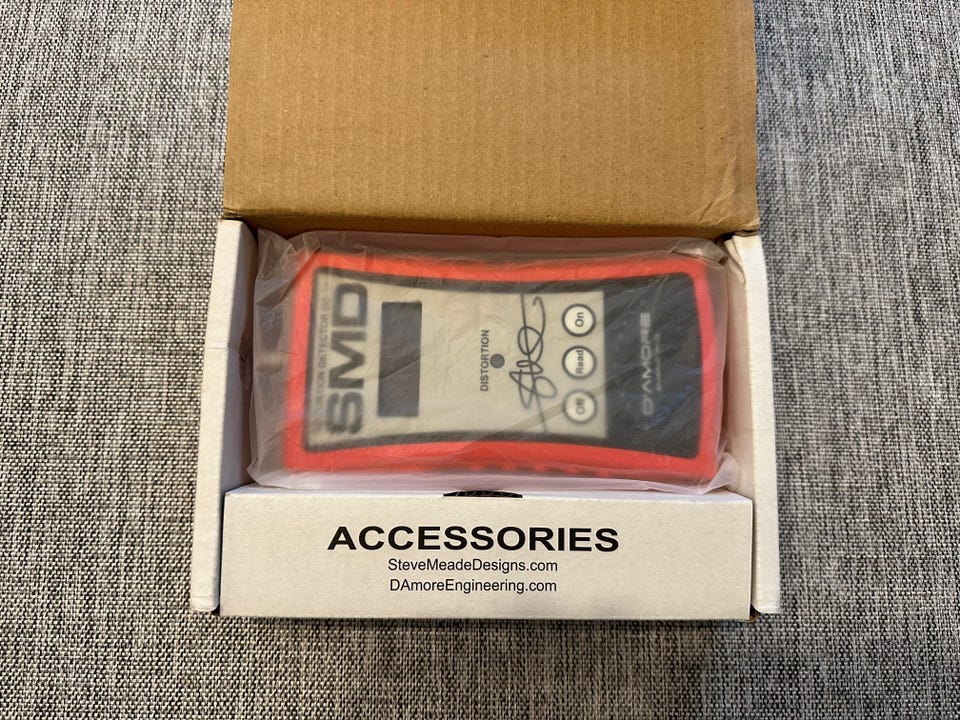 SMD
DISTORTION
On
Read
Off
D'AMORE
ACCESSORIES
SteveMeadeDesigns.com
DAmoreEngineering.com